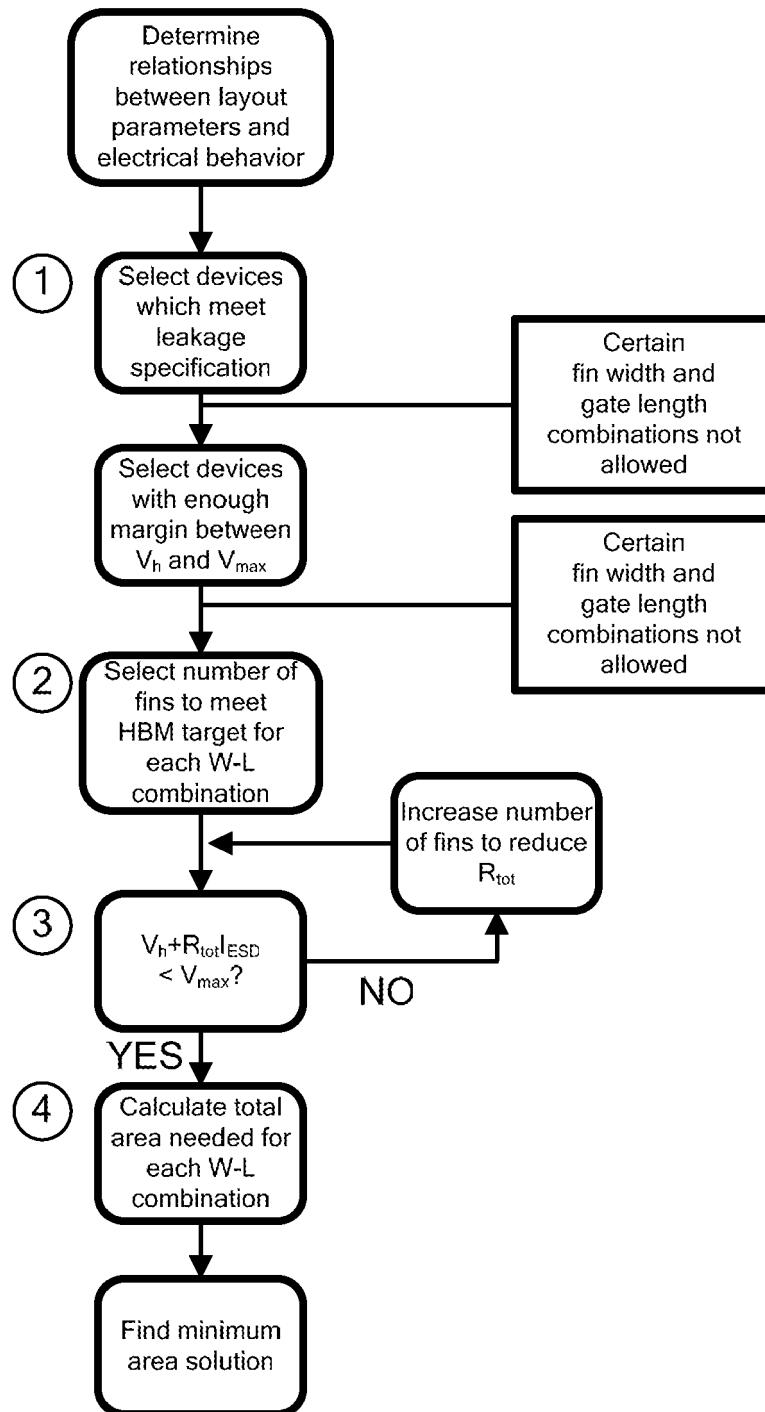 Determine
relationships
between layout
parameters and
electrical behavior
1
Select devices
which meet
leakage
specification
Certain
fin width and
gate length
combinations not
allowed
Select devices
with enough
margin between
Vh and Vmax
Certain
fin width and
gate length
combinations not
allowed
2
Select number of
fins to meet
HBM target for
each W-L
combination
Increase number
of fins to reduce
Rtot
3
Vh+RtotIESD
< Vmax?
NO
YES
4
Calculate total
area needed for
each W-L
combination
Find minimum
area solution